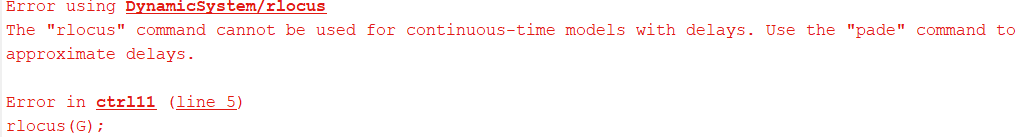 Error using DynamicSystem/rlocus
The "rlocus" command cannot be used for continuous-time models with delays. Use the "pade" command to
approximate delays.
Error in ctrl11 (line 5)
rlocus(G);